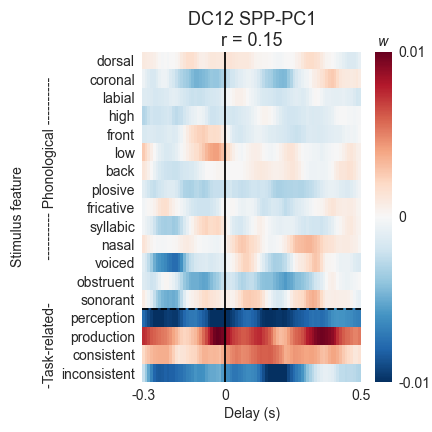 DC12 SPP-PC1
r = 0.15
w
dorsal
coronal
labial
high
front
low
back
plosive
fricative
syllabic
nasal
voiced
obstruent
sonorant
perception
production
consistent
inconsistent
Stimulus feature
-Task-related- ---------- Phonological ----------
0.01
0
-0.01
-0.3 0 0.5
Delay (s)